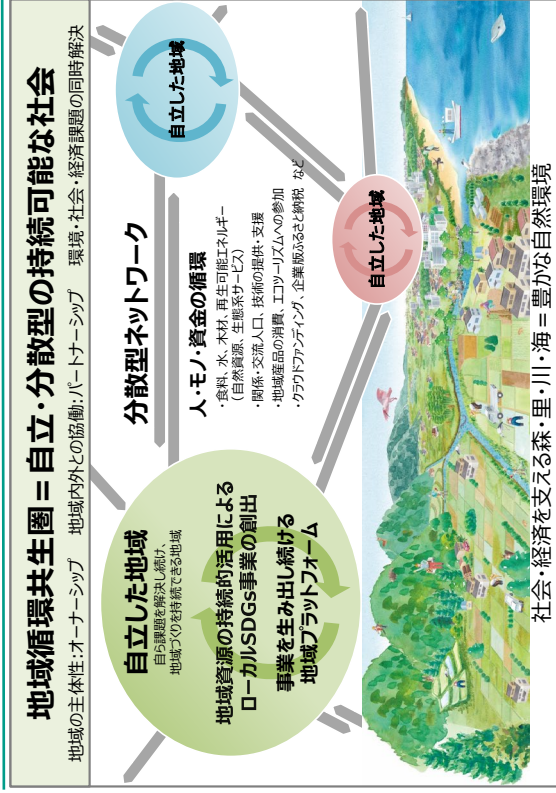 地域循環共生圏＝自立・分散型の持続可能な社会
地域の主体性:オーナーシップ　地域内外との協働:パートナーシップ　環境・社会・経済課題の同時解決
自立した地域
自ら課題を解決し続け、
地域づくりを持続できる地域
地域資源の持続的活用による
ローカルSDGs事業の創出
事業を生み出し続ける
地域プラットフォーム
分散型ネットワーク
人・モノ・資金の循環
・食料、水、木材、再生可能エネルギー
（自然資源、生態系サービス）
・関係・交流人口、技術の提供・支援
・地域産品の消費、エコツーリズムへの参加
・クラウドファンディング、企業版ふるさと納税 など
自立した地域
自立した地域
社会・経済を支える森・里・川・海＝豊かな自然環境